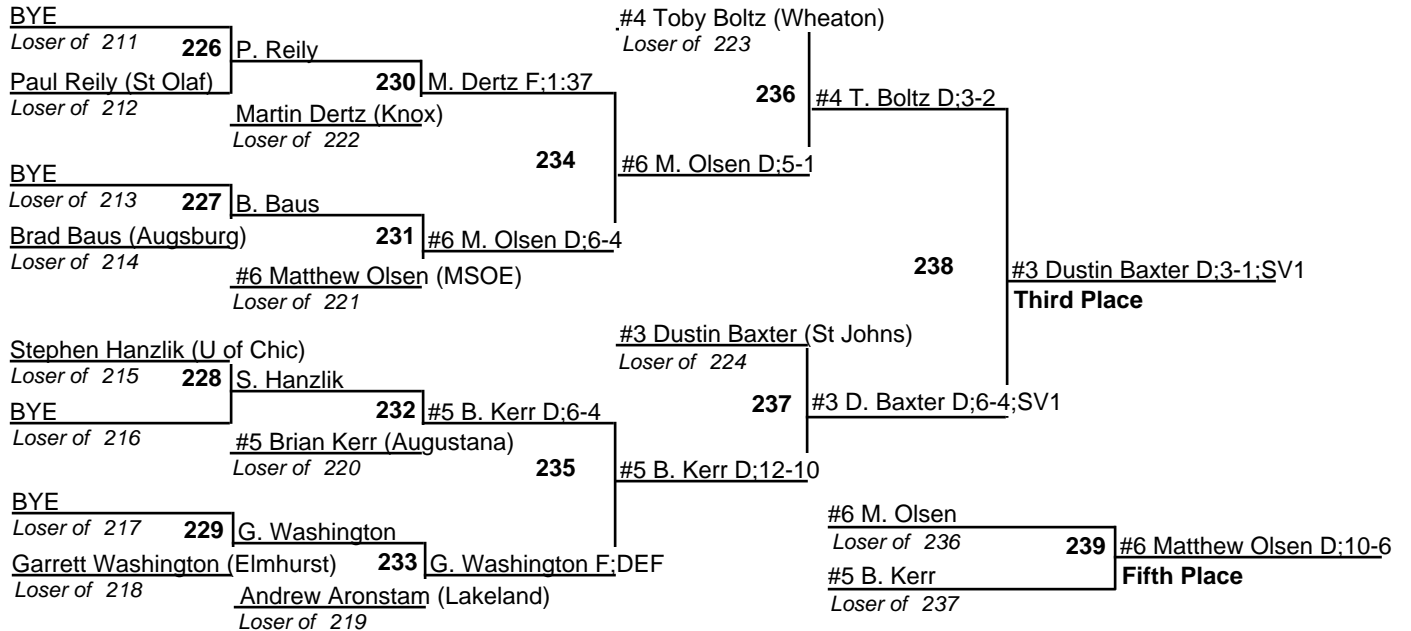 BYE
Loser of 211
226
P. Reily
Paul Reily (St Olaf)
Loser of 212
230
M. Dertz F;1:37
Martin Dertz (Knox)
Loser of 222
234
#6 M. Olsen D;5-1
BYE
Loser of 213
227
B. Baus
Brad Baus (Augsburg)
Loser of 214
231
#6 M. Olsen D;6-4
#6 Matthew Olsen (MSOE)
Loser of 221
#4 Toby Boltz (Wheaton)
Loser of 223
236
#4 T. Boltz D;3-2
238
#3 Dustin Baxter D;3-1;SV1
Third Place
Stephen Hanzlik (U of Chic)
Loser of 215
228
S. Hanzlik
BYE
Loser of 216
232
#5 B. Kerr D;6-4
#5 Brian Kerr (Augustana)
Loser of 220
235
#5 B. Kerr D;12-10
BYE
Loser of 217
229
G. Washington
Garrett Washington (Elmhurst)
Loser of 218
233
G. Washington F;DEF
Andrew Aronstam (Lakeland)
Loser of 219
#3 Dustin Baxter (St Johns)
Loser of 224
237
#3 D. Baxter D;6-4;SV1
#6 M. Olsen
Loser of 236
239
#6 Matthew Olsen D;10-6
Fifth Place
#5 B. Kerr
Loser of 237